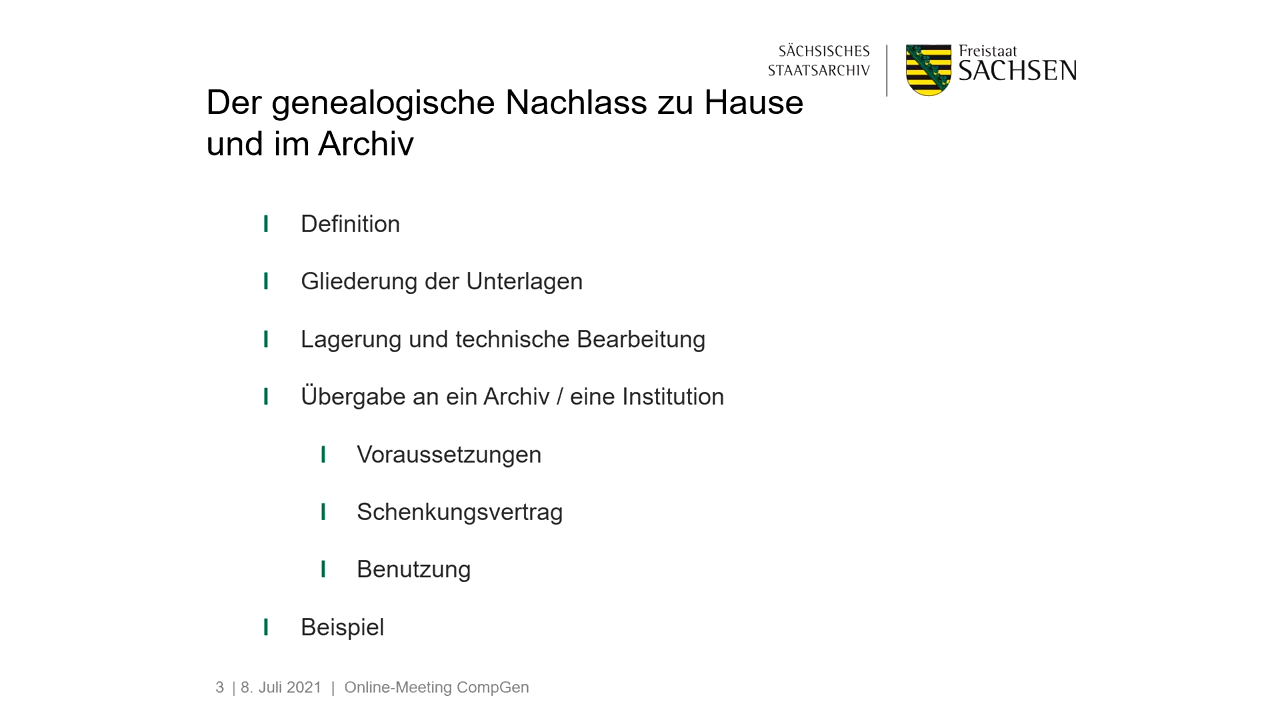 SÄCHSISCHES
STAATSARCHIV
Freistaat
SACHSEN
Der genealogische Nachlass zu Hause
und im Archiv
Definition
Gliederung der Unterlagen
Lagerung und technische Bearbeitung
Übergabe an ein Archiv / eine Institution
Voraussetzungen
Schenkungsvertrag
Benutzung
Beispiel
3 | 8. Juli 2021 | Online-Meeting CompGen